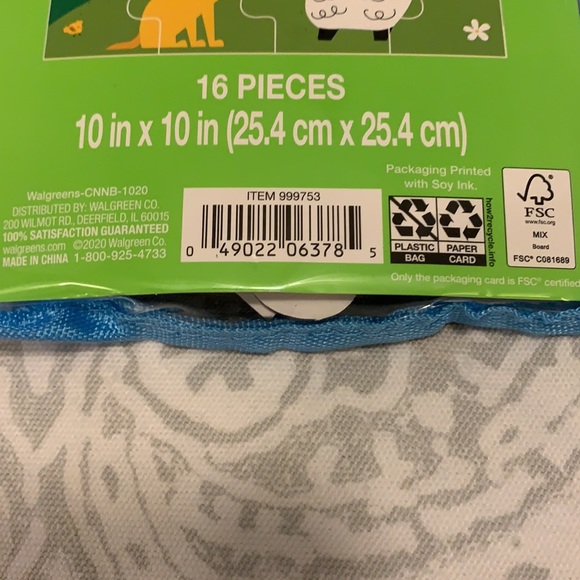 16 PIECES
10 in x 10 in (25.4 cm x 25.4 cm)
Packaging Printed
with Soy Ink.
Walgreens-CNNB-1020
DISTRIBUTED BY: WALGREEN CO.
200 WILMOT RD., DEERFIELD, IL 60015
100% SATISFACTION GUARANTEED
walgreens.com ©2020 Walgreen Co.
MADE IN CHINA 1-800-925-4733
ITEM 999753
0 49022 06378 5
PLASTIC
BAG
PAPER
CARD
how2recycle.info
FSC
www.fsc.org
MIX
Board
FSC® C081689
Only the packaging card is FSC® certified